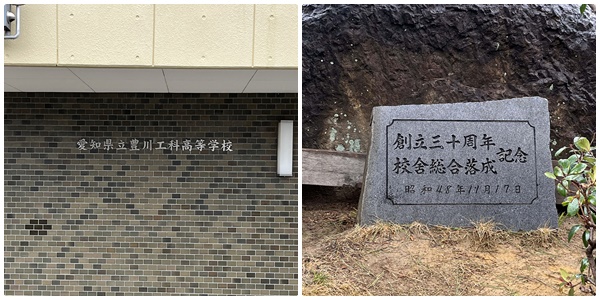 愛知県立豊川工科高等学校
創立三十周年
校舎総合落成
記念
昭和48年11月17日